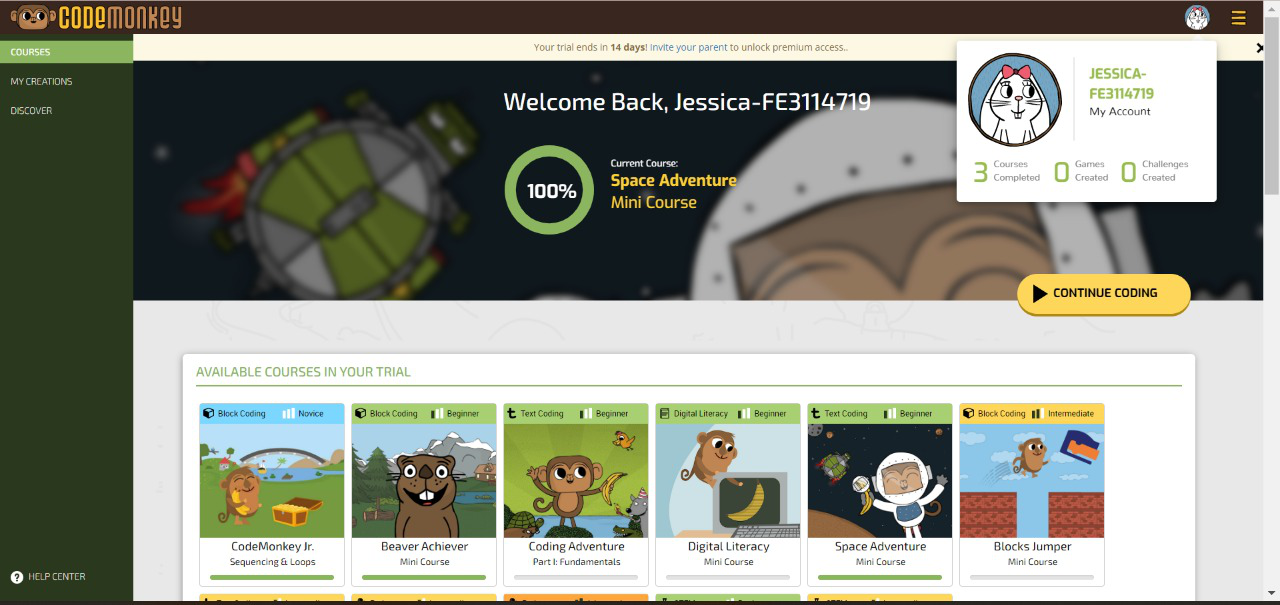 CODEMONKEY
COURSES
MY CREATIONS
DISCOVER
HELP CENTER
Your trial ends in 14 days! Invite your parent to unlock premium access..
Welcome Back, Jessica-FE3114719
100%
Current Course:
Space Adventure
Mini Course
JESSICA-
FE3114719
My Account
3 Courses Completed
0 Games Created
0 Challenges Created
CONTINUE CODING
AVAILABLE COURSES IN YOUR TRIAL
Block Coding Novice
CodeMonkey Jr.
Sequencing & Loops
Block Coding Beginner
Beaver Achiever
Mini Course
Text Coding Beginner
Coding Adventure
Part I: Fundamentals
Digital Literacy Beginner
Digital Literacy
Mini Course
Text Coding Beginner
Space Adventure
Mini Course
Block Coding Intermediate
Blocks Jumper
Mini Course